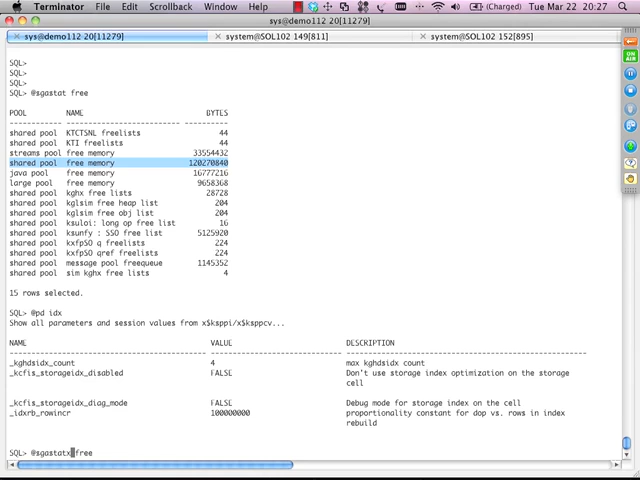 Terminator Edit Scrollback Window Help (Charged) Tue Mar 22 20:27
sys@demo112 20[11279]
sys@demo112 20[11279] system@SOL102 149[811] system@SOL102 152[895]
SQL>
SQL>
SQL>
SQL> @sgastat free
POOL NAME BYTES
------------ -------------------------- ----------
shared pool KTCTSNL freelists 44
shared pool KTI freelists 44
streams pool free memory 33554432
shared pool free memory 120270840
java pool free memory 16777216
large pool free memory 9658368
shared pool kghx free lists 28728
shared pool kglsim free heap list 204
shared pool kglsim free obj list 204
shared pool ksuloi: long op free list 16
shared pool ksunfy : SSO free list 5125920
shared pool kxfpSO q freelists 224
shared pool kxfpSO qref freelists 224
shared pool message pool freequeue 1145352
shared pool sim kghx free lists 4
15 rows selected.
SQL> @pd idx
Show all parameters and session values from x$ksppi/x$ksppcv...
NAME VALUE DESCRIPTION
_kghdsidx_count 4 max kghdsidx count
_kcfis_storageidx_disabled FALSE Don't use storage index optimization on the storage
cell
_kcfis_storageidx_diag_mode FALSE Debug mode for storage index on the cell
_idxrb_rowincr 100000000 proportionality constant for dop vs. rows in index
rebuild
SQL> @sgastatx free
ON AIR